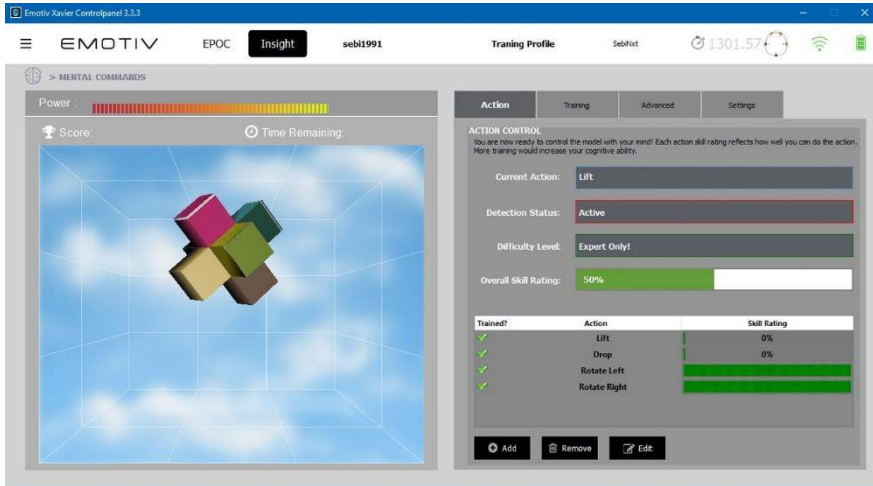 Emotiv Xavier Controlpanel 3.3.3
EMOTIV EPOC Insight sebi1991 Traning Profile SebiNxt 1301.57
> MENTAL COMMANDS
Power :
Score: Time Remaining:
Action Training Advanced Settings
ACTION CONTROL
You are now ready to control the model with your mind! Each action skill rating reflects how well you can do the action.
More training would increase your cognitive ability.
Current Action: Lift
Detection Status: Active
Difficulty Level: Expert Only!
Overall Skill Rating: 50%
Trained? Action Skill Rating
Lift 0%
Drop 0%
Rotate Left
Rotate Right
Add Remove Edit